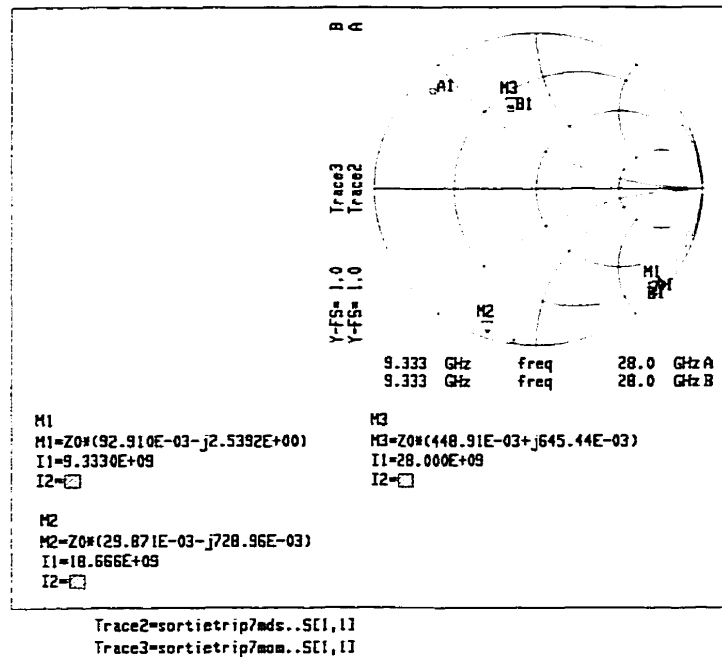 B
A
A1
M3
B1
Trace3
Trace2
M1
B1
M2
Y-FS= 1,0
Y-FS= 1,0
9.333 GHz freq 28.0 GHz A
9.333 GHz freq 28.0 GHz B
M1
M1=Z0*(92.910E-03-j2.5392E+00)
I1=9.3330E+09
I2=
M3
M3=Z0*(448.91E-03+j645.44E-03)
I1=28.000E+09
I2=
M2
M2=Z0*(29.871E-03-j728.96E-03)
I1=18.666E+09
I2=
Trace2=sortietrip7mds..S[1,1]
Trace3=sortietrip7mom..S[1,1]